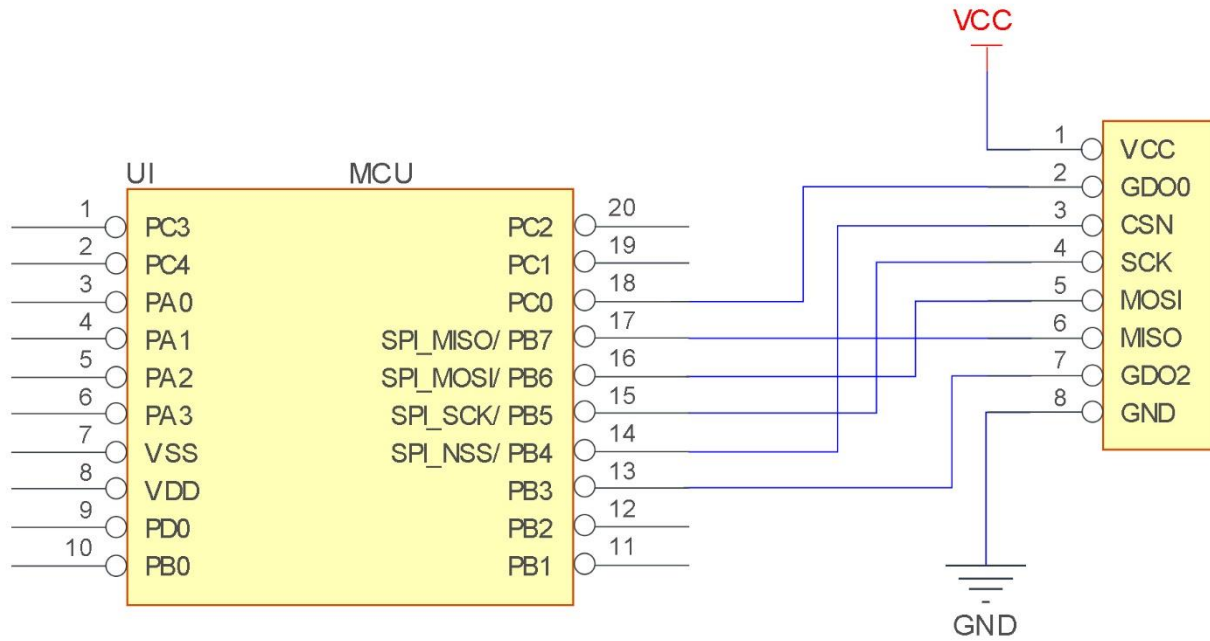 VCC
UI MCU
1 PC3
2 PC4
3 PA0
4 PA1
5 PA2
6 PA3
7 VSS
8 VDD
9 PD0
10 PB0
PC2 20
PC1 19
PC0 18
SPI_MISO/ PB7 17
SPI_MOSI/ PB6 16
SPI_SCK/ PB5 15
SPI_NSS/ PB4 14
PB3 13
PB2 12
PB1 11
1 VCC
2 GDO0
3 CSN
4 SCK
5 MOSI
6 MISO
7 GDO2
8 GND
GND